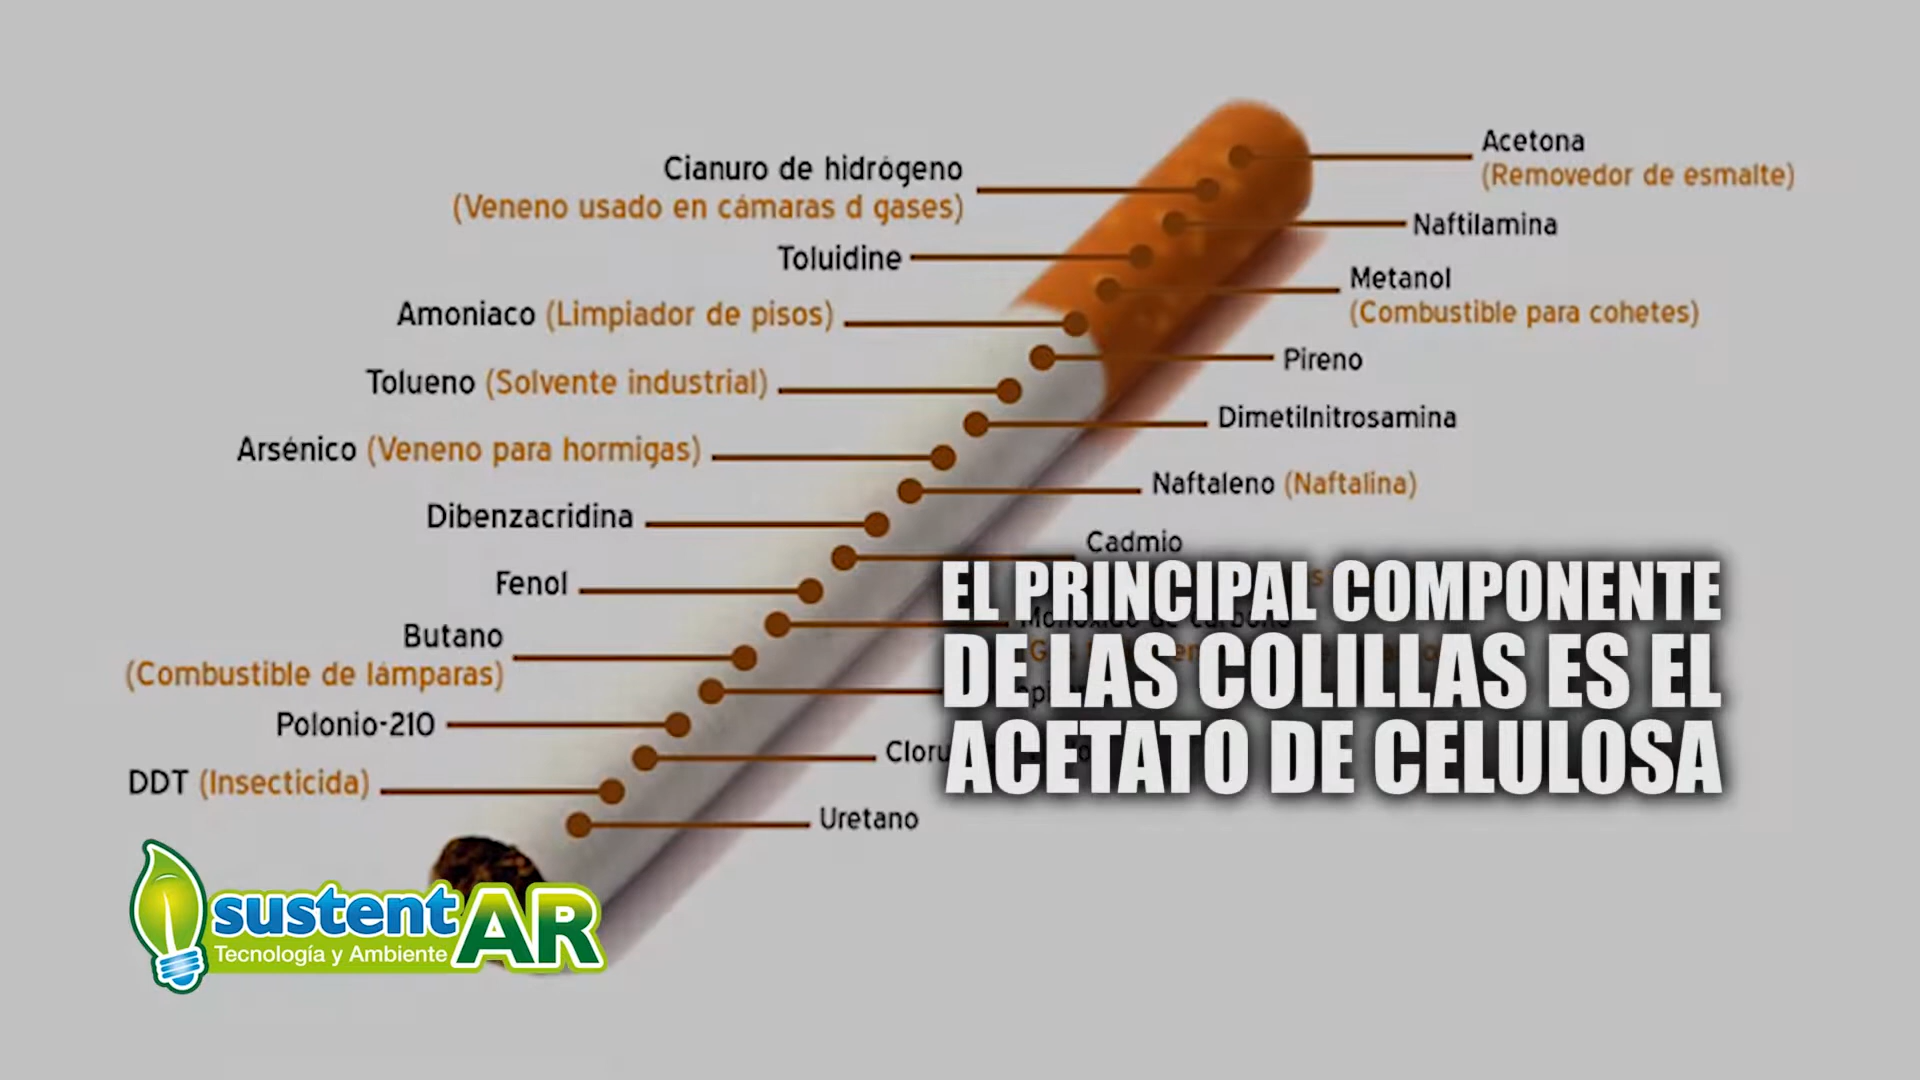 Acetona
(Removedor de esmalte)
Cianuro de hidrógeno
(Veneno usado en cámaras d gases)
Naftilamina
Toluidine
Metanol
(Combustible para cohetes)
Amoniaco (Limpiador de pisos)
Pireno
Tolueno (Solvente industrial)
Dimetilnitrosamina
Arsénico (Veneno para hormigas)
Naftaleno (Naftalina)
Dibenzacridina
Cadmio
Fenol
Butano
(Combustible de lámparas)
Polonio-210
DDT (Insecticida)
Uretano
EL PRINCIPAL COMPONENTE
DE LAS COLILLAS ES EL
ACETATO DE CELULOSA
sustentAR
Tecnología y Ambiente